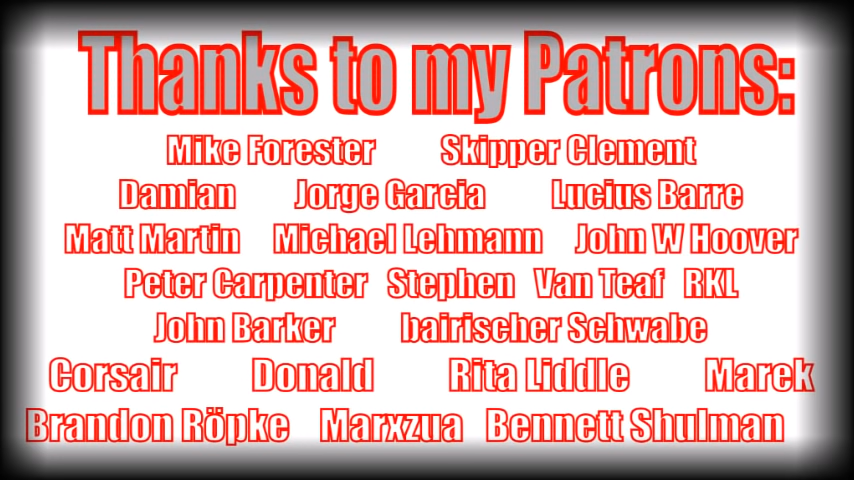 Thanks to my Patrons:
Mike Forester Skipper Clement
Damian Jorge Garcia Lucius Barre
Matt Martin Michael Lehmann John W Hoover
Peter Carpenter Stephen Van Teaf RKL
John Barker bairischer Schwabe
Corsair Donald Rita Liddle Marek
Brandon Röpke Marxzua Bennett Shulman